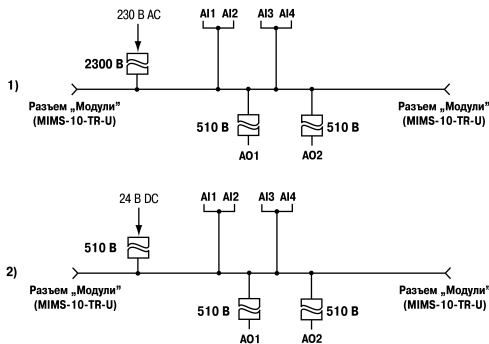 230 В AC
AI1 AI2
AI3 AI4
2300 В
1)
Разъем „Модули”
(MIMS-10-TR-U)
Разъем „Модули”
(MIMS-10-TR-U)
510 В
510 В
AO1
AO2
24 В DC
AI1 AI2
AI3 AI4
510 В
2)
Разъем „Модули”
(MIMS-10-TR-U)
Разъем „Модули”
(MIMS-10-TR-U)
510 В
510 В
AO1
AO2